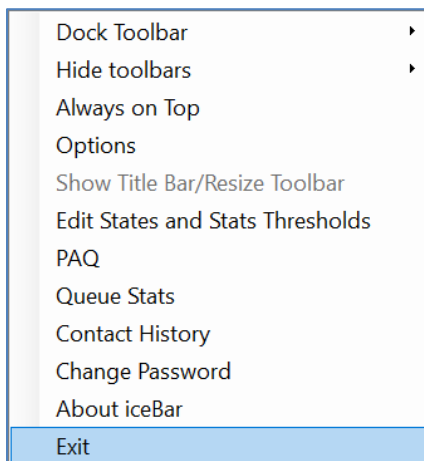 Dock Toolbar
Hide toolbars
Always on Top
Options
Show Title Bar/Resize Toolbar
Edit States and Stats Thresholds
PAQ
Queue Stats
Contact History
Change Password
About iceBar
Exit